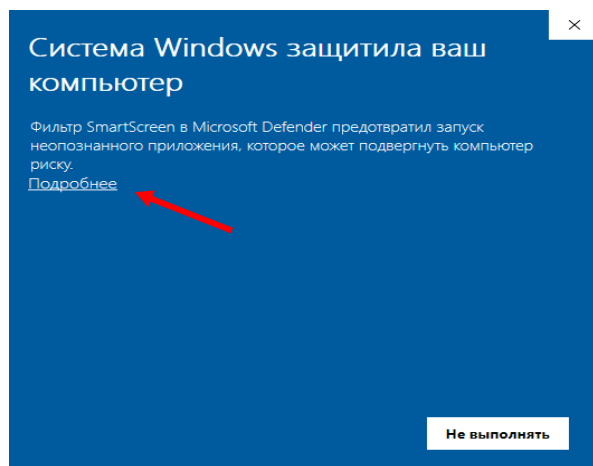 Система Windows защитила ваш
компьютер
Фильтр SmartScreen в Microsoft Defender предотвратил запуск
неопознанного приложения, которое может подвергнуть компьютер
риску.
Подробнее
Не выполнять